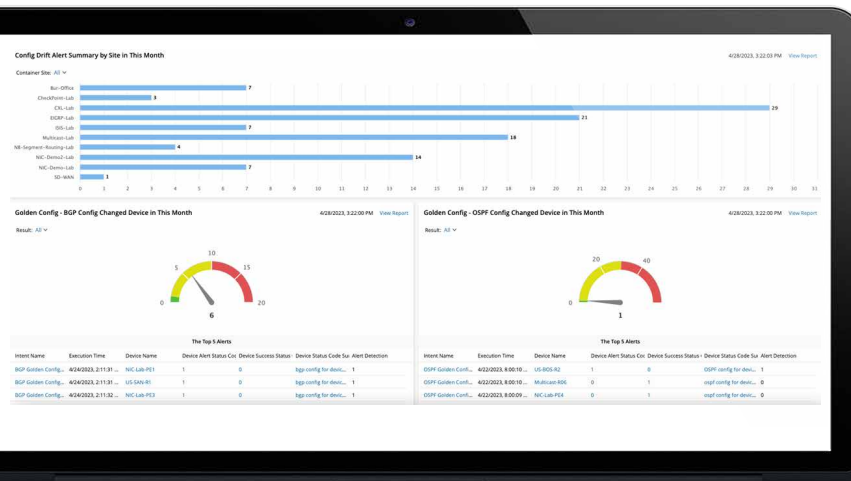 Config Drift Alert Summary by Site in This Month
4/28/2023, 3:22:03 PM View Report
Container Site: All
Bur-Office 7
CheckPoint-Lab 3
CRL-Lab 29
EIGRP-Lab 21
ISIS-Lab 7
Multicast-Lab 18
NB-Segment-Routing-Lab 4
NIC-Demo2-Lab 14
NIC-Demo-Lab 7
SD-WAN 1
0 1 2 3 4 5 6 7 8 9 10 11 12 13 14 15 16 17 18 19 20 21 22 23 24 25 26 27 28 29 30 31
Golden Config - BGP Config Changed Device in This Month
4/28/2023, 3:22:00 PM View Report
Result: All
0 5 10 15 20
6
The Top 5 Alerts
Intent Name Execution Time Device Name Device Alert Status Coc Device Success Status Device Status Code Sui Alert Detection
BGP Golden Config... 4/24/2023, 2:11:31 ... NIC-Lab-PE1 1 0 bgp config for devic... 1
BGP Golden Config... 4/24/2023, 2:11:31 ... US-SAN-R1 1 0 bgp config for devic... 1
BGP Golden Config... 4/24/2023, 2:11:32 ... NIC-Lab-PE3 1 0 bgp config for devic... 1
Golden Config - OSPF Config Changed Device in This Month
4/28/2023, 3:22:00 PM View Report
Result: All
0 20 40
1
The Top 5 Alerts
Intent Name Execution Time Device Name Device Alert Status Coc Device Success Status Device Status Code Sui Alert Detection
OSPF Golden Confi... 4/22/2023, 8:00:10 ... US-BOS-R2 1 0 OSPF config for devi... 1
OSPF Golden Confi... 4/22/2023, 8:00:10 ... Multicast-R06 0 1 ospf config for devic... 0
OSPF Golden Confi... 4/22/2023, 8:00:09 ... NIC-Lab-PE4 0 1 ospf config for devic... 0